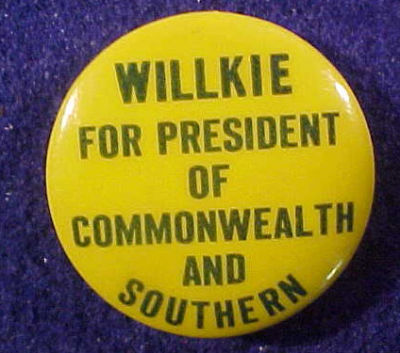 WILLKIE
FOR PRESIDENT
OF
COMMONWEALTH
AND
SOUTHERN